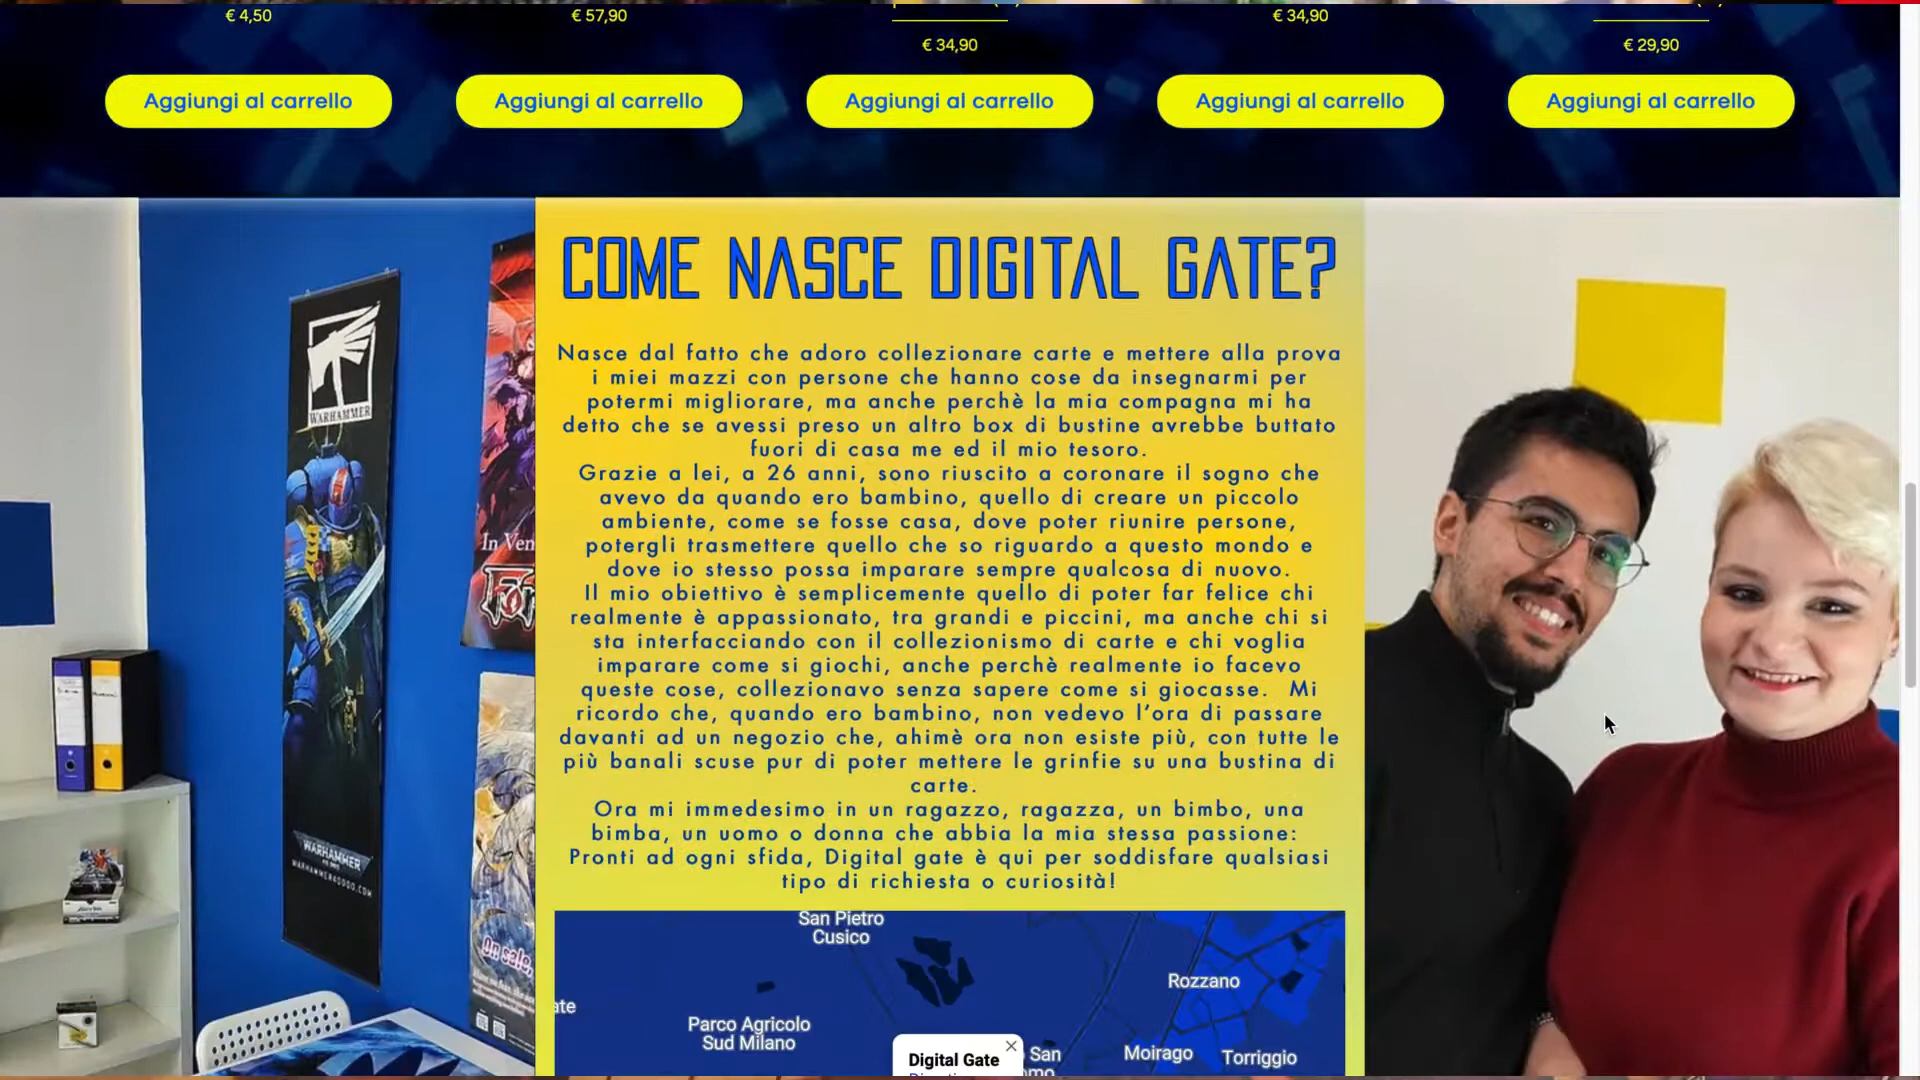 € 4,50
€ 57,90
€ 34,90
€ 34,90
€ 29,90
Aggiungi al carrello
Aggiungi al carrello
Aggiungi al carrello
Aggiungi al carrello
Aggiungi al carrello
COME NASCE DIGITAL GATE?
Nasce dal fatto che adoro collezionare carte e mettere alla prova
i miei mazzi con persone che hanno cose da insegnarmi per
potermi migliorare, ma anche perchè la mia compagna mi ha
detto che se avessi preso un altro box di bustine avrebbe buttato
fuori di casa me ed il mio tesoro.
Grazie a lei, a 26 anni, sono riuscito a coronare il sogno che
avevo da quando ero bambino, quello di creare un piccolo
ambiente, come se fosse casa, dove poter riunire persone,
potergli trasmettere quello che so riguardo a questo mondo e
dove io stesso possa imparare sempre qualcosa di nuovo.
Il mio obiettivo è semplicemente quello di poter far felice chi
realmente è appassionato, tra grandi e piccini, ma anche chi si
sta interfacciando con il collezionismo di carte e chi voglia
imparare come si giochi, anche perchè realmente io facevo
queste cose, collezionavo senza sapere come si giocasse. Mi
ricordo che, quando ero bambino, non vedevo l'ora di passare
davanti ad un negozio che, ahimè ora non esiste più, con tutte le
più banali scuse pur di poter mettere le grinfie su una bustina di
carte.
Ora mi immedesimo in un ragazzo, ragazza, un bimbo, una
bimba, un uomo o donna che abbia la mia stessa passione:
Pronti ad ogni sfida, Digital gate è qui per soddisfare qualsiasi
tipo di richiesta o curiosità!
WARHAMMER
In Ven
WARHAMMER
WARHAMMER40000.COM
On sale
San Pietro
Cusico
Rozzano
ate
Parco Agricolo
Sud Milano
Digital Gate
San
Moirago
Torriggio